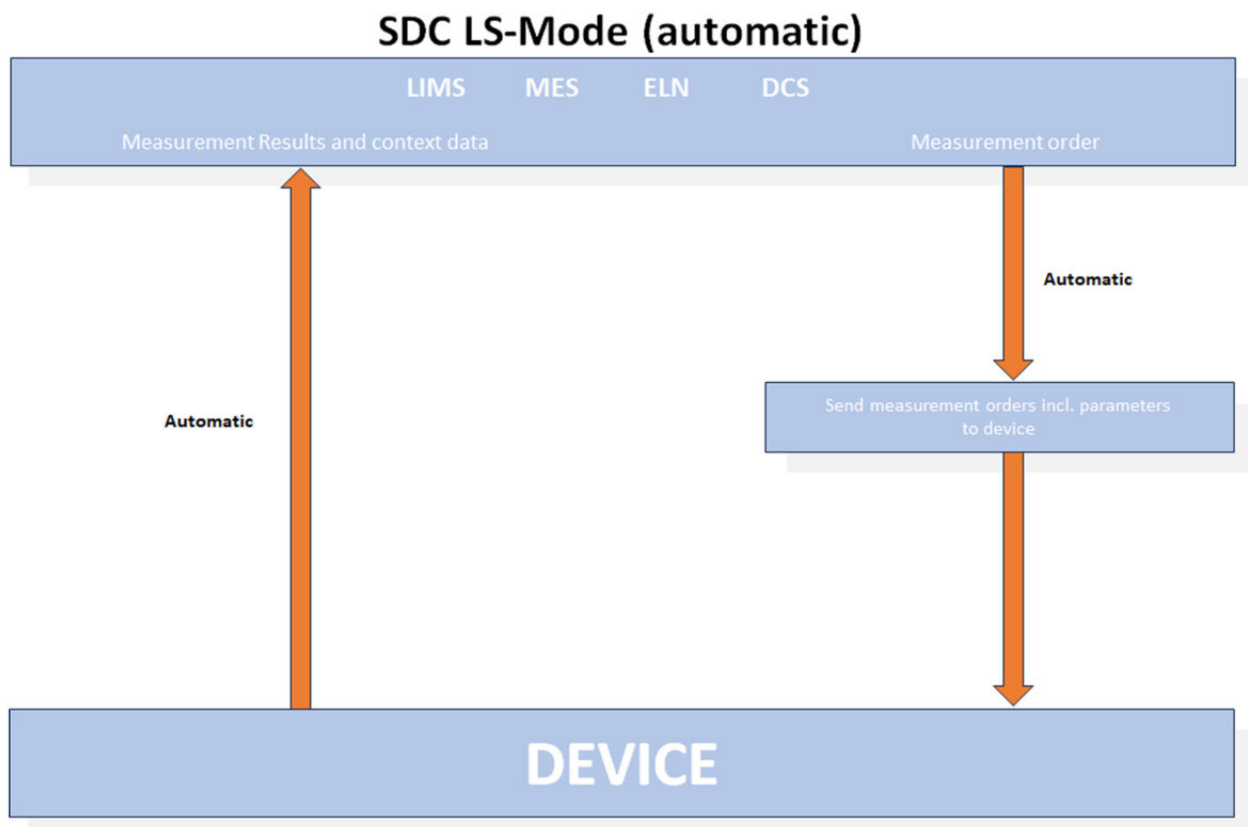 SDC LS-Mode (automatic)
LIMS MES ELN DCS
Measurement Results and context data Measurement order
Automatic
Automatic
Send measurement orders incl. parameters
to device
DEVICE